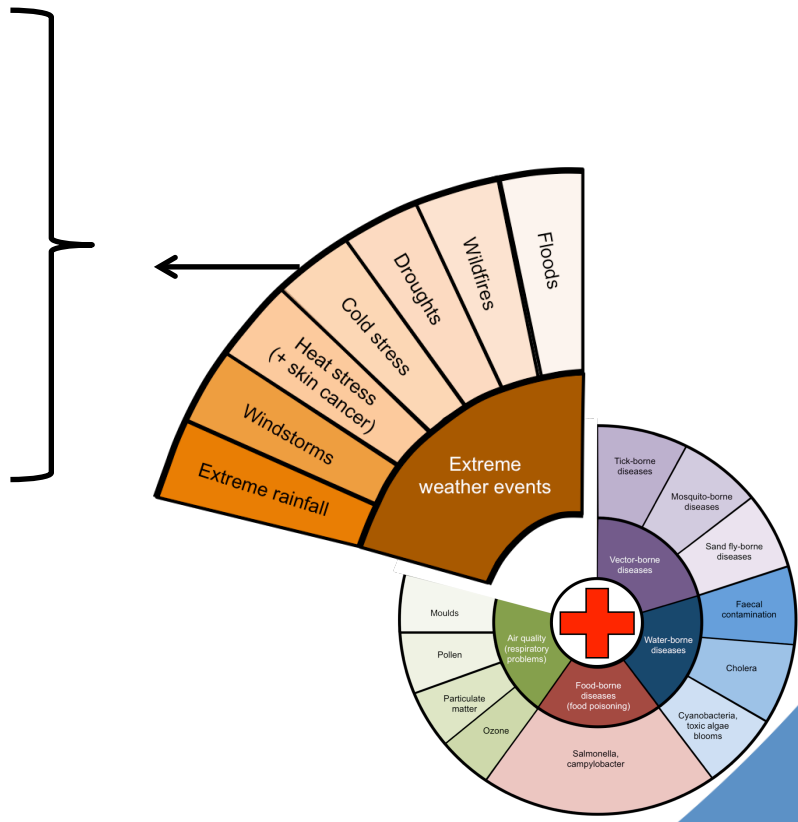 Floods
Wildfires
Droughts
Cold stress
Heat stress
(+ skin cancer)
Windstorms
Extreme rainfall
Extreme
weather events
Tick-borne
diseases
Mosquito-borne
diseases
Sand fly-borne
diseases
Vector-borne
diseases
Faecal
contamination
Cholera
Cyanobacteria,
toxic algae
blooms
Water-borne
diseases
Food-borne
diseases
(food poisoning)
Salmonella,
campylobacter
Air quality
(respiratory
problems)
Moulds
Pollen
Particulate
matter
Ozone